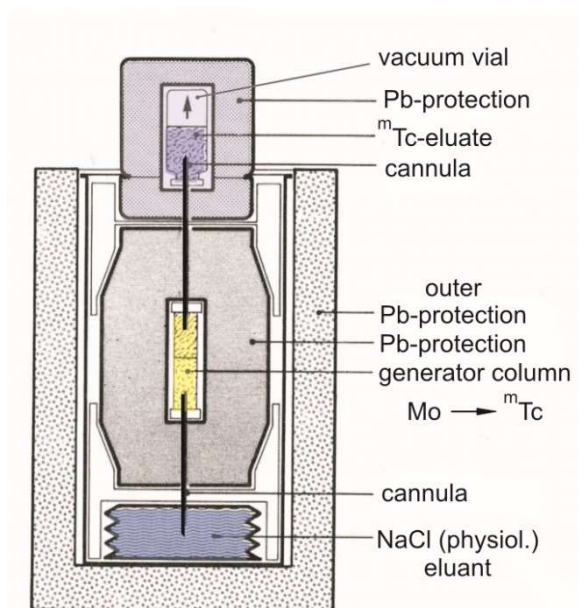 vacuum vial
Pb-protection
ᵐTc-eluate
cannula
outer
Pb-protection
Pb-protection
generator column
Mo → ᵐTc
cannula
NaCl (physiol.)
eluant